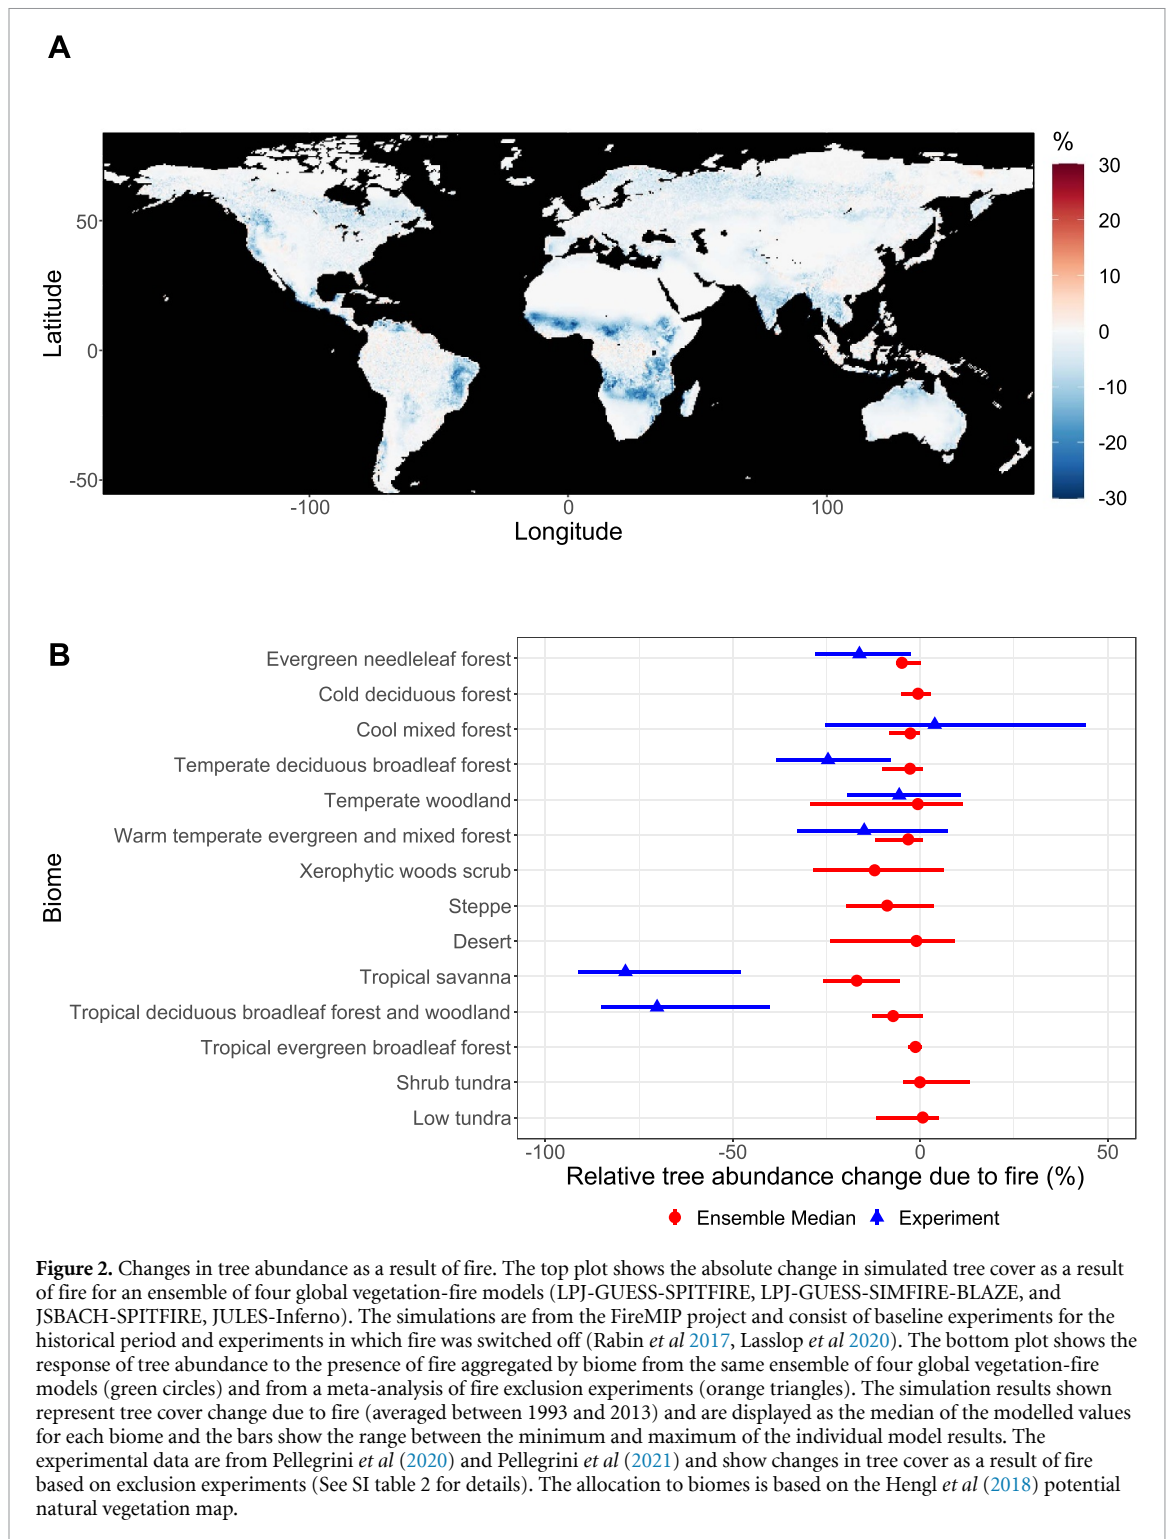 A
%
30
20
10
0
-10
-20
-30
50
0
-50
Latitude
-100
0
100
Longitude
B
Evergreen needleleaf forest
Cold deciduous forest
Cool mixed forest
Temperate deciduous broadleaf forest
Temperate woodland
Warm temperate evergreen and mixed forest
Xerophytic woods scrub
Steppe
Desert
Tropical savanna
Tropical deciduous broadleaf forest and woodland
Tropical evergreen broadleaf forest
Shrub tundra
Low tundra
Biome
-100
-50
0
50
Relative tree abundance change due to fire (%)
Ensemble Median
Experiment
Figure 2. Changes in tree abundance as a result of fire. The top plot shows the absolute change in simulated tree cover as a result
of fire for an ensemble of four global vegetation-fire models (LPJ-GUESS-SPITFIRE, LPJ-GUESS-SIMFIRE-BLAZE, and
JSBACH-SPITFIRE, JULES-Inferno). The simulations are from the FireMIP project and consist of baseline experiments for the
historical period and experiments in which fire was switched off (Rabin et al 2017, Lasslop et al 2020). The bottom plot shows the
response of tree abundance to the presence of fire aggregated by biome from the same ensemble of four global vegetation-fire
models (green circles) and from a meta-analysis of fire exclusion experiments (orange triangles). The simulation results shown
represent tree cover change due to fire (averaged between 1993 and 2013) and are displayed as the median of the modelled values
for each biome and the bars show the range between the minimum and maximum of the individual model results. The
experimental data are from Pellegrini et al (2020) and Pellegrini et al (2021) and show changes in tree cover as a result of fire
based on exclusion experiments (See SI table 2 for details). The allocation to biomes is based on the Hengl et al (2018) potential
natural vegetation map.